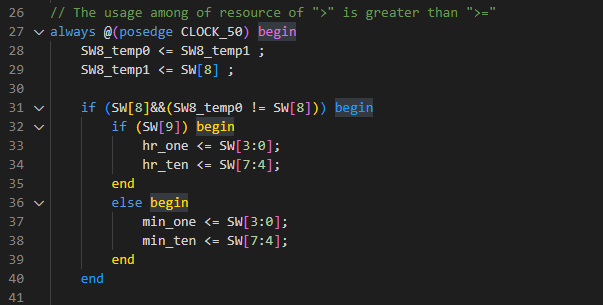 26 // The usage among of resource of ">" is greater than ">="
27 always @(posedge CLOCK_50) begin
28     SW8_temp0 <= SW8_temp1 ;
29     SW8_temp1 <= SW[8] ;
30
31     if (SW[8]&&(SW8_temp0 != SW[8])) begin
32         if (SW[9]) begin
33             hr_one <= SW[3:0];
34             hr_ten <= SW[7:4];
35         end
36         else begin
37             min_one <= SW[3:0];
38             min_ten <= SW[7:4];
39         end
40     end
41